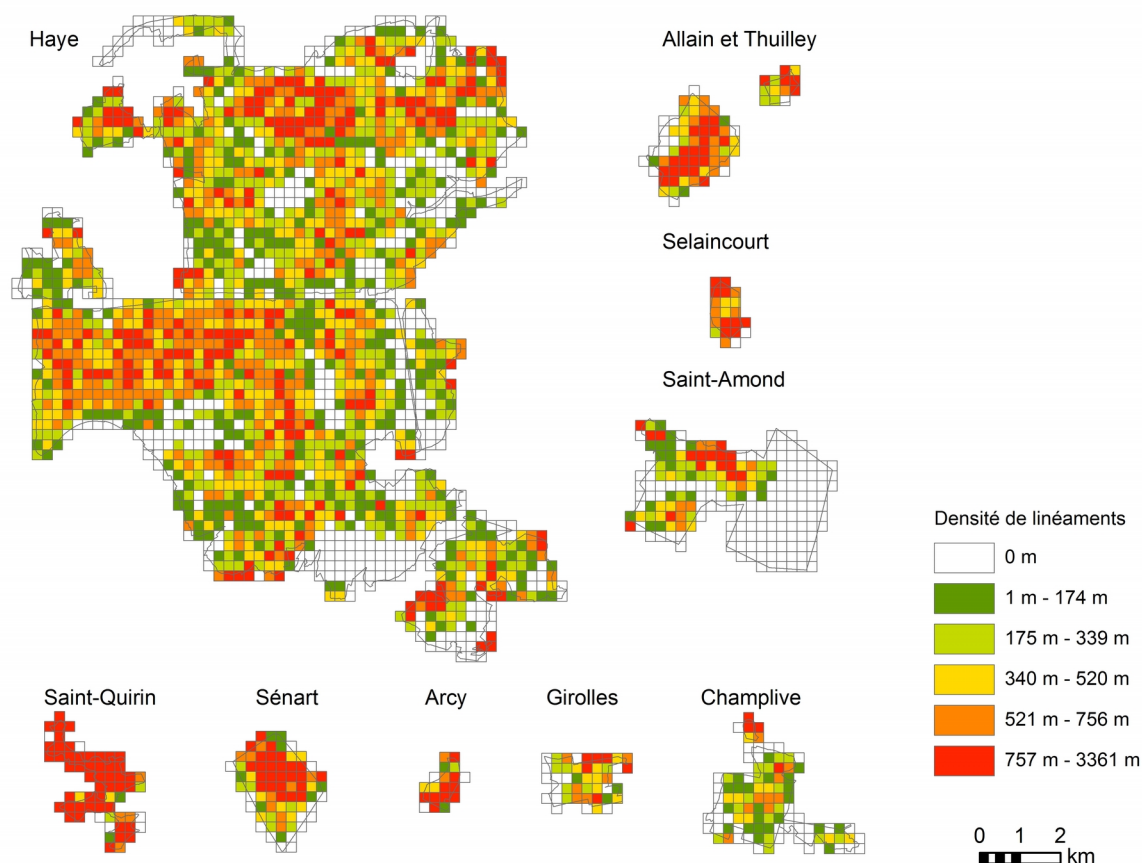 Haye
Allain et Thuilley
Selaincourt
Saint-Amond
Densité de linéaments
0 m
1 m - 174 m
175 m - 339 m
340 m - 520 m
521 m - 756 m
757 m - 3361 m
Saint-Quirin
Sénart
Arcy
Girolles
Champlive
0 1 2
km